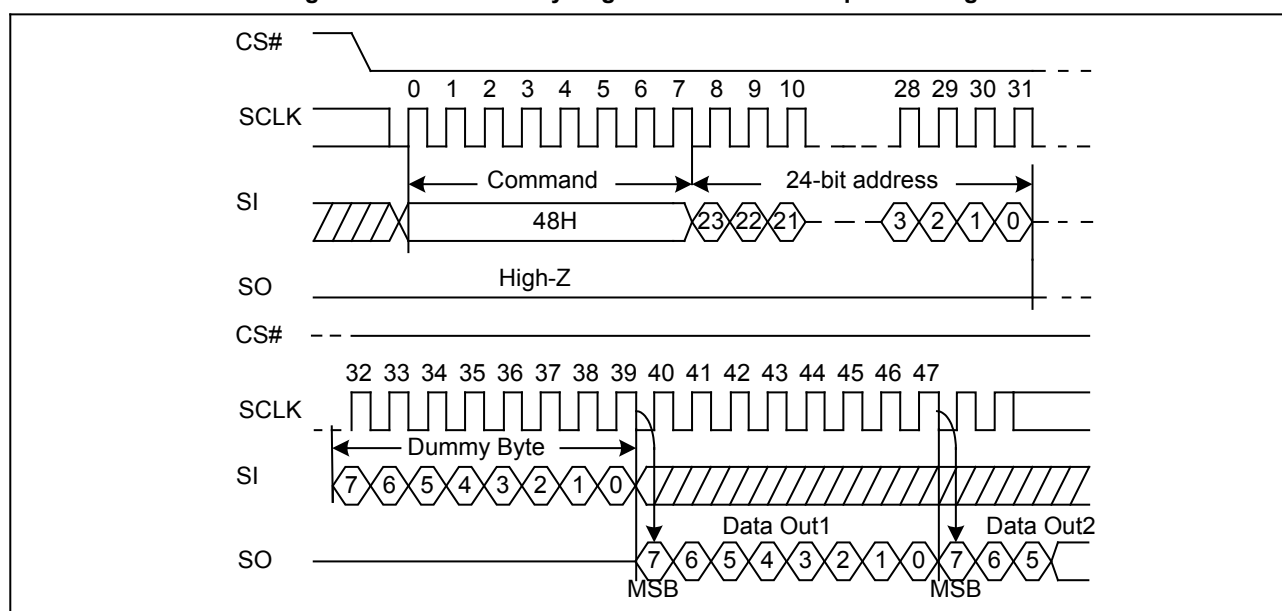 CS#
0 1 2 3 4 5 6 7 8 9 10 28 29 30 31
SCLK
Command 24-bit address
SI
48H 23 22 21 3 2 1 0
High-Z
SO
CS#
32 33 34 35 36 37 38 39 40 41 42 43 44 45 46 47
SCLK
Dummy Byte
SI
7 6 5 4 3 2 1 0
Data Out1 Data Out2
SO
7 6 5 4 3 2 1 0 7 6 5
MSB MSB